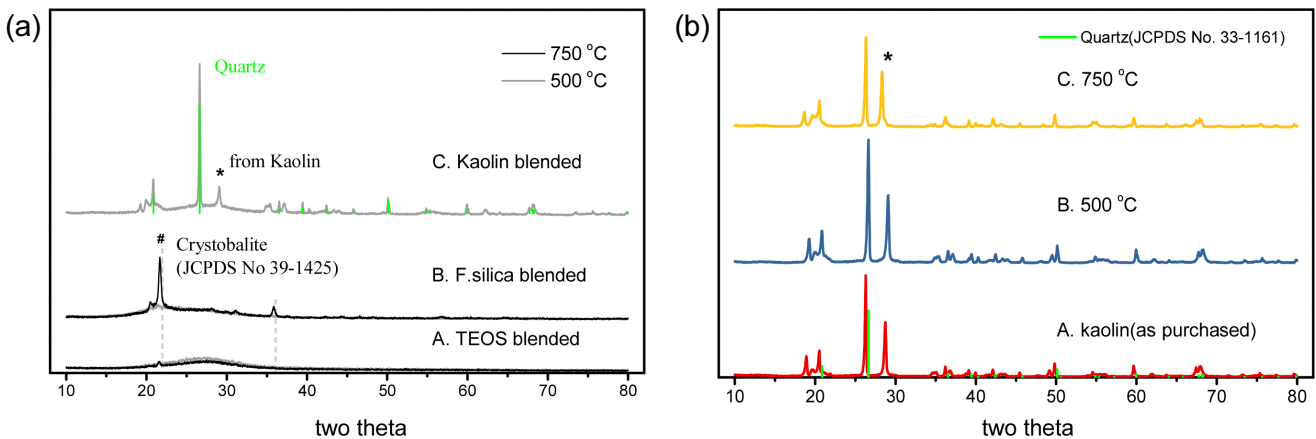 (a)
750 °C
500 °C
Quartz
* from Kaolin
C. Kaolin blended
#
Crystobalite
(JCPDS No 39-1425)
B. F.silica blended
A. TEOS blended
10 20 30 40 50 60 70 80
two theta
(b)
Quartz(JCPDS No. 33-1161)
*
C. 750 °C
B. 500 °C
A. kaolin(as purchased)
10 20 30 40 50 60 70 80
two theta